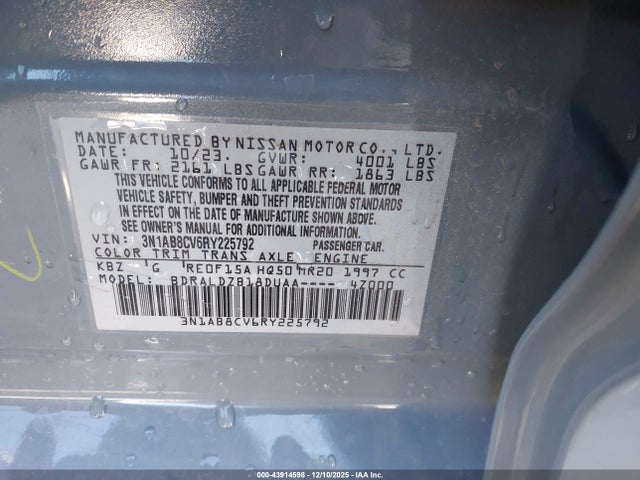 MANUFACTURED BY NISSAN MOTOR CO., LTD.
DATE: 10/23. GVWR: 4001 LBS
GAWR FR: 2161 LBS GAWR RR: 1863 LBS
THIS VEHICLE CONFORMS TO ALL APPLICABLE FEDERAL MOTOR
VEHICLE SAFETY, BUMPER AND THEFT PREVENTION STANDARDS
IN EFFECT ON THE DATE OF MANUFACTURE SHOWN ABOVE.
SEE OWNER'S MANUAL FOR ADDITIONAL INFORMATION.
VIN: 3N1AB8CV6RY225792 PASSENGER CAR.
COLOR TRIM TRANS AXLE ENGINE
KBZ G RE0F15A HQ50 MR20 1997 CC
MODEL: BDRALDZB18DUAA---- 4Z000
3N1AB8CV6RY225792
000-43914598 - 12/10/2025 - IAA Inc.